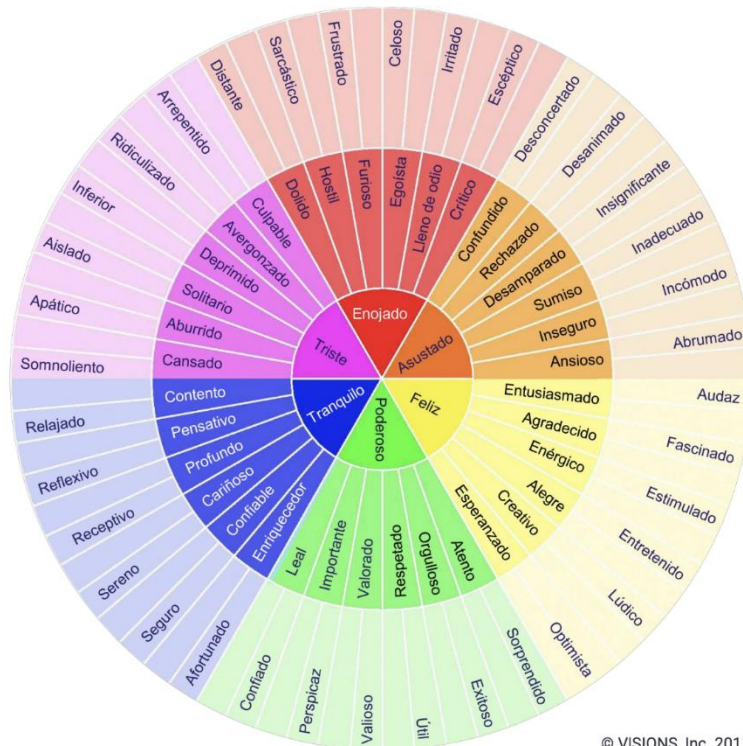 Enojado
Asustado
Feliz
Poderoso
Tranquilo
Triste
Dolido
Hostil
Furioso
Egoísta
Lleno de odio
Crítico
Confundido
Rechazado
Desamparado
Sumiso
Inseguro
Ansioso
Entusiasmado
Agradecido
Enérgico
Alegre
Creativo
Esperanzado
Atento
Orgulloso
Respetado
Valorado
Importante
Leal
Enriquecedor
Confiable
Cariñoso
Profundo
Pensativo
Contento
Cansado
Aburrido
Solitario
Deprimido
Avergonzado
Culpable
Distante
Sarcástico
Frustrado
Celoso
Irritado
Escéptico
Desconcertado
Desanimado
Insignificante
Inadecuado
Incómodo
Abrumado
Audaz
Fascinado
Estimulado
Entretenido
Lúdico
Optimista
Sorprendido
Exitoso
Útil
Valioso
Perspicaz
Confiado
Afortunado
Seguro
Sereno
Receptivo
Reflexivo
Relajado
Somnoliento
Apático
Aislado
Inferior
Ridiculizado
Arrepentido
© VISIONS, Inc. 201